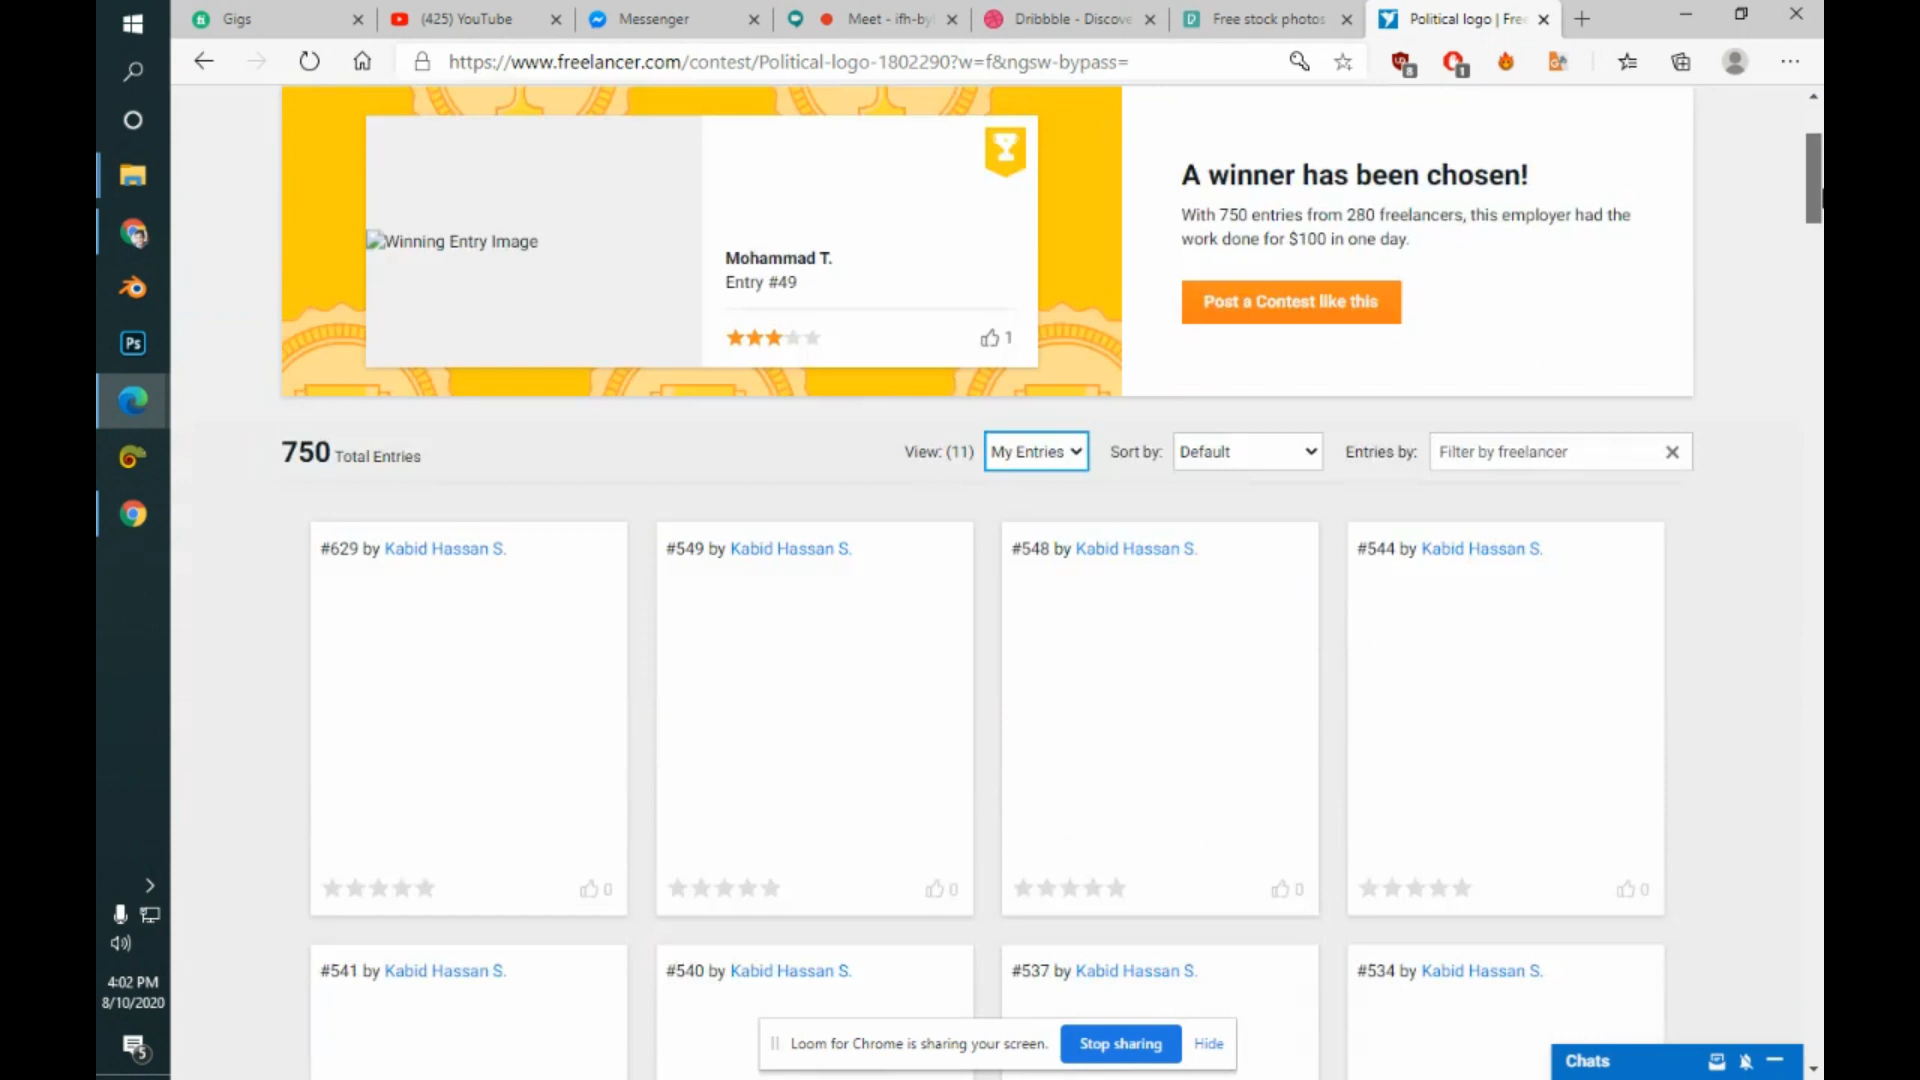 Gigs
(425) YouTube
Messenger
Meet - ifh-by
Dribbble - Discove
Free stock photos
Political logo | Free
https://www.freelancer.com/contest/Political-logo-1802290?w=f&ngsw-bypass=
8
1
Winning Entry Image
Mohammad T.
Entry #49
1
A winner has been chosen!
With 750 entries from 280 freelancers, this employer had the
work done for $100 in one day.
Post a Contest like this
750 Total Entries
View: (11)
My Entries
Sort by:
Default
Entries by:
Filter by freelancer
#629 by Kabid Hassan S.
0
#549 by Kabid Hassan S.
0
#548 by Kabid Hassan S.
0
#544 by Kabid Hassan S.
0
#541 by Kabid Hassan S.
#540 by Kabid Hassan S.
#537 by Kabid Hassan S.
#534 by Kabid Hassan S.
Loom for Chrome is sharing your screen.
Stop sharing
Hide
Chats
Ps
4:02 PM
8/10/2020
5